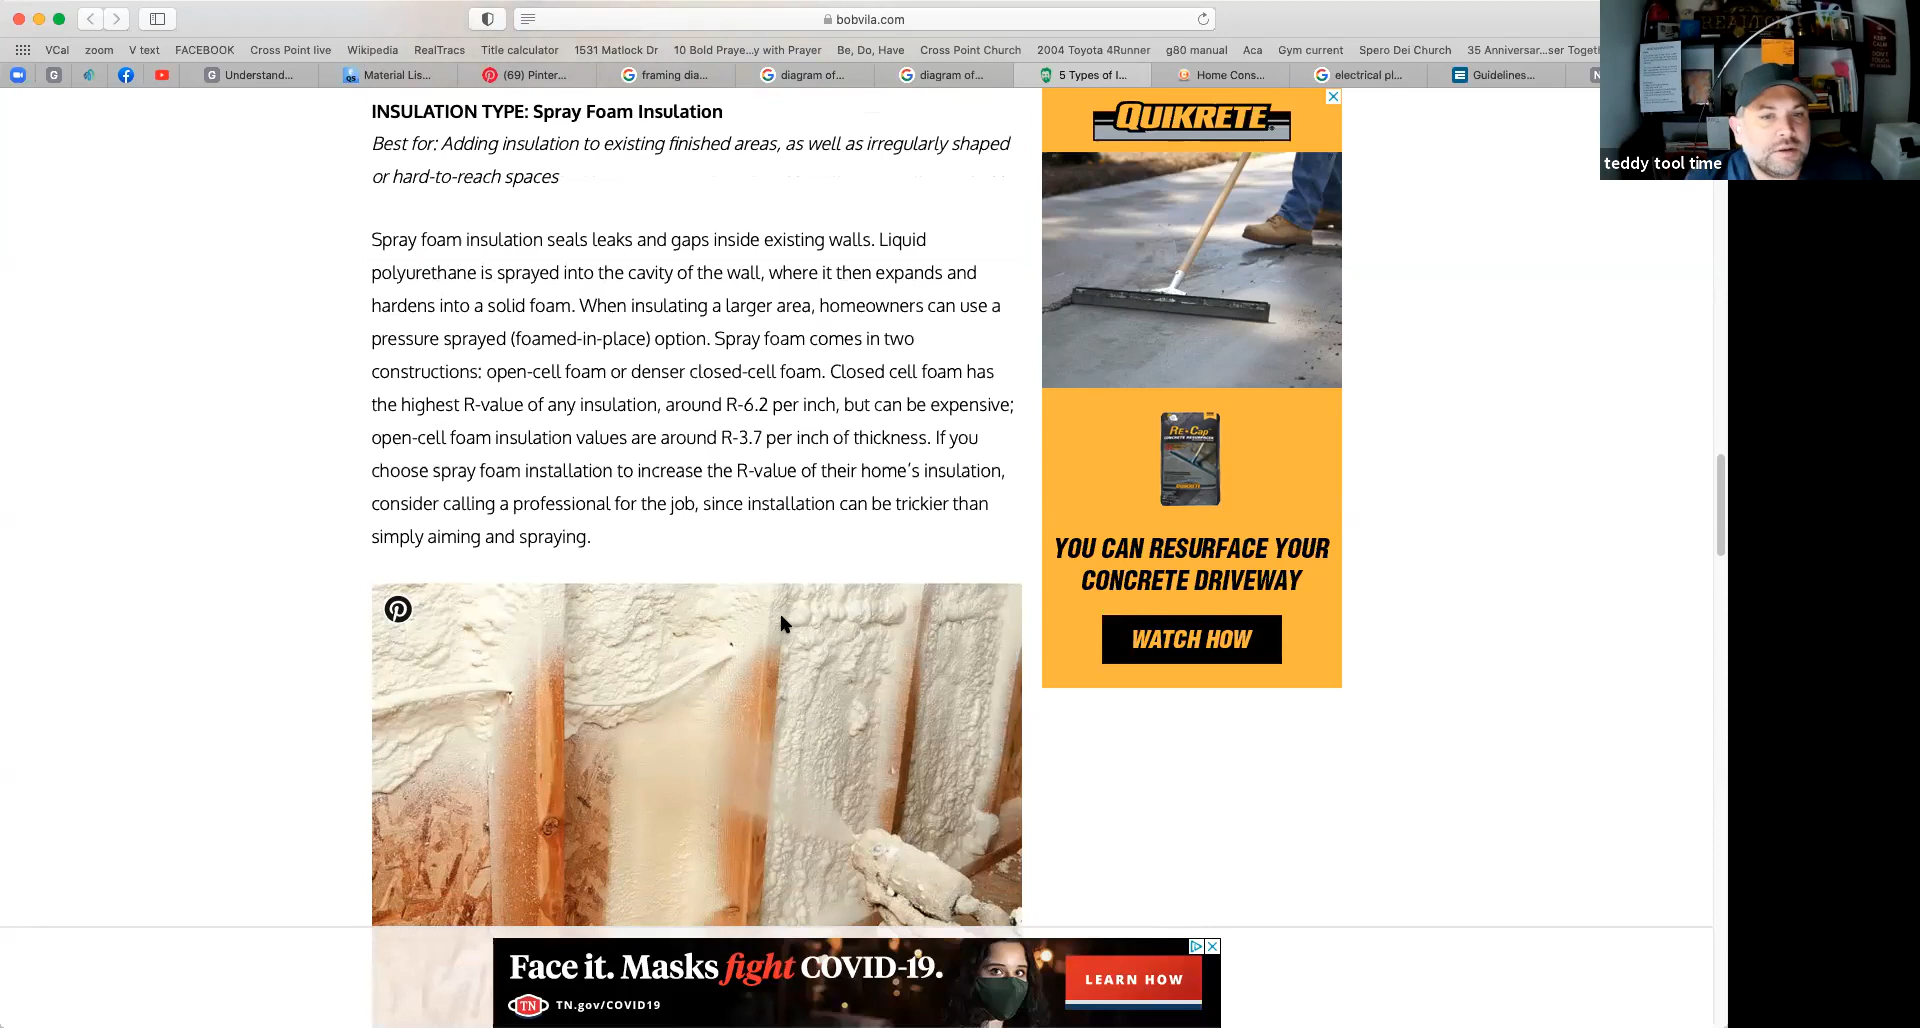 bobvila.com
VCal zoom V text FACEBOOK Cross Point live Wikipedia RealTracs Title calculator 1531 Matlock Dr 10 Bold Praye...y with Prayer Be, Do, Have Cross Point Church 2004 Toyota 4Runner g80 manual Aca Gym current Spero Dei Church 35 Anniversar...ser Togeth
G Understand... Material Lis... (69) Pinter... framing dia... diagram of... diagram of... 5 Types of I... Home Cons... electrical pl... Guidelines...
REALTOR
teddy tool time
INSULATION TYPE: Spray Foam Insulation
Best for: Adding insulation to existing finished areas, as well as irregularly shaped
or hard-to-reach spaces
Spray foam insulation seals leaks and gaps inside existing walls. Liquid
polyurethane is sprayed into the cavity of the wall, where it then expands and
hardens into a solid foam. When insulating a larger area, homeowners can use a
pressure sprayed (foamed-in-place) option. Spray foam comes in two
constructions: open-cell foam or denser closed-cell foam. Closed cell foam has
the highest R-value of any insulation, around R-6.2 per inch, but can be expensive;
open-cell foam insulation values are around R-3.7 per inch of thickness. If you
choose spray foam installation to increase the R-value of their home’s insulation,
consider calling a professional for the job, since installation can be trickier than
simply aiming and spraying.
QUIKRETE
RE-CAP
CONCRETE RESURFACER
QUIKRETE
YOU CAN RESURFACE YOUR
CONCRETE DRIVEWAY
WATCH HOW
Face it. Masks fight COVID-19.
TN TN.gov/COVID19
LEARN HOW